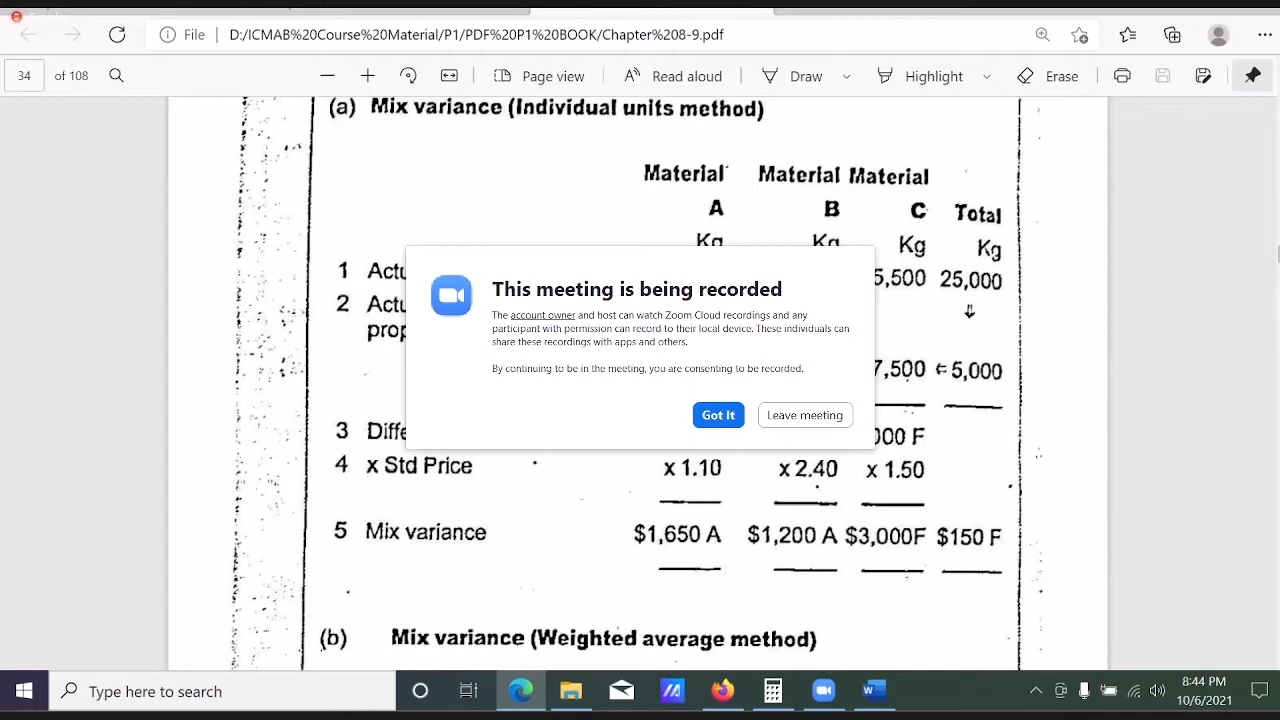 File D:/ICMAB%20Course%20Material/P1/PDF%20P1%20BOOK/Chapter%208-9.pdf
34 of 108 Page view Read aloud Draw Highlight Erase
(a) Mix variance (Individual units method)
Material Material Material
A B C Total
Kg Kg Kg Kg
1 Actu 5,500 25,000
2 Actu
prop
7,500 5,000
3 Diffe 000 F
4 x Std Price x 1.10 x 2.40 x 1.50
5 Mix variance $1,650 A $1,200 A $3,000F $150 F
(b) Mix variance (Weighted average method)
This meeting is being recorded
The account owner and host can watch Zoom Cloud recordings and any
participant with permission can record to their local device. These individuals can
share these recordings with apps and others.
By continuing to be in the meeting, you are consenting to be recorded.
Got It Leave meeting
Type here to search
8:44 PM
10/6/2021